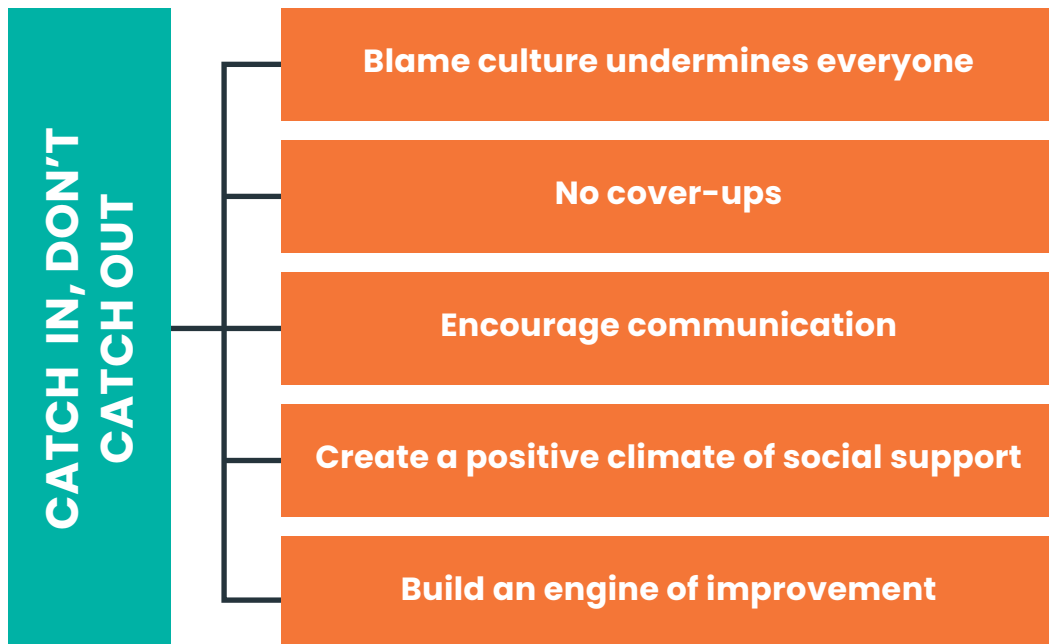 CATCH IN, DON'T
CATCH OUT
Blame culture undermines everyone
No cover-ups
Encourage communication
Create a positive climate of social support
Build an engine of improvement